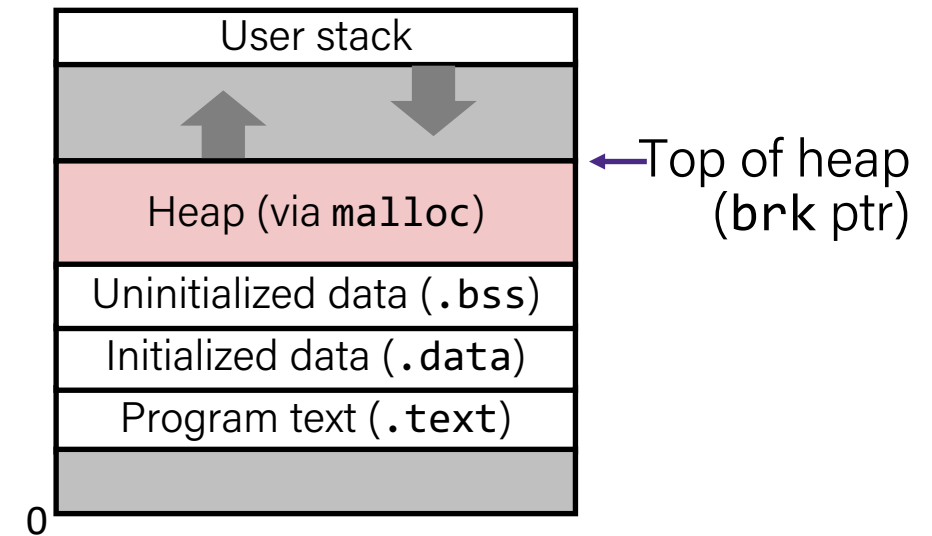 User stack
Top of heap
(brk ptr)
Heap (via malloc)
Uninitialized data (.bss)
Initialized data (.data)
Program text (.text)
0